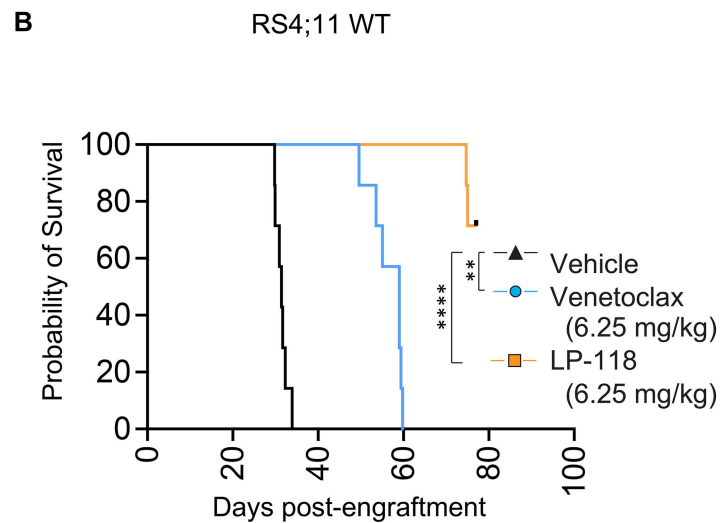 B
RS4;11 WT
Probability of Survival
100
80
60
40
20
0
0
20
40
60
80
100
Days post-engraftment
****
**
Vehicle
Venetoclax
(6.25 mg/kg)
LP-118
(6.25 mg/kg)